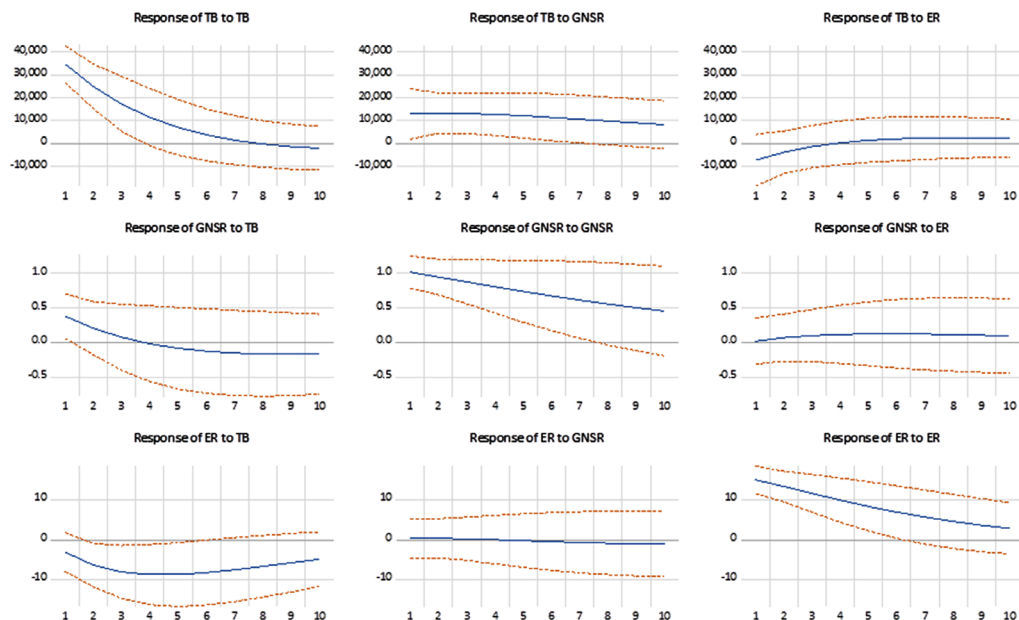 Response of TB to TB
Response of TB to GNSR
Response of TB to ER
40,000
30,000
20,000
10,000
0
-10,000
1 2 3 4 5 6 7 8 9 10
40,000
30,000
20,000
10,000
0
-10,000
1 2 3 4 5 6 7 8 9 10
40,000
30,000
20,000
10,000
0
-10,000
1 2 3 4 5 6 7 8 9 10
Response of GNSR to TB
Response of GNSR to GNSR
Response of GNSR to ER
1.0
0.5
0.0
-0.5
1 2 3 4 5 6 7 8 9 10
1.0
0.5
0.0
-0.5
1 2 3 4 5 6 7 8 9 10
1.0
0.5
0.0
-0.5
1 2 3 4 5 6 7 8 9 10
Response of ER to TB
Response of ER to GNSR
Response of ER to ER
10
0
-10
1 2 3 4 5 6 7 8 9 10
10
0
-10
1 2 3 4 5 6 7 8 9 10
10
0
-10
1 2 3 4 5 6 7 8 9 10